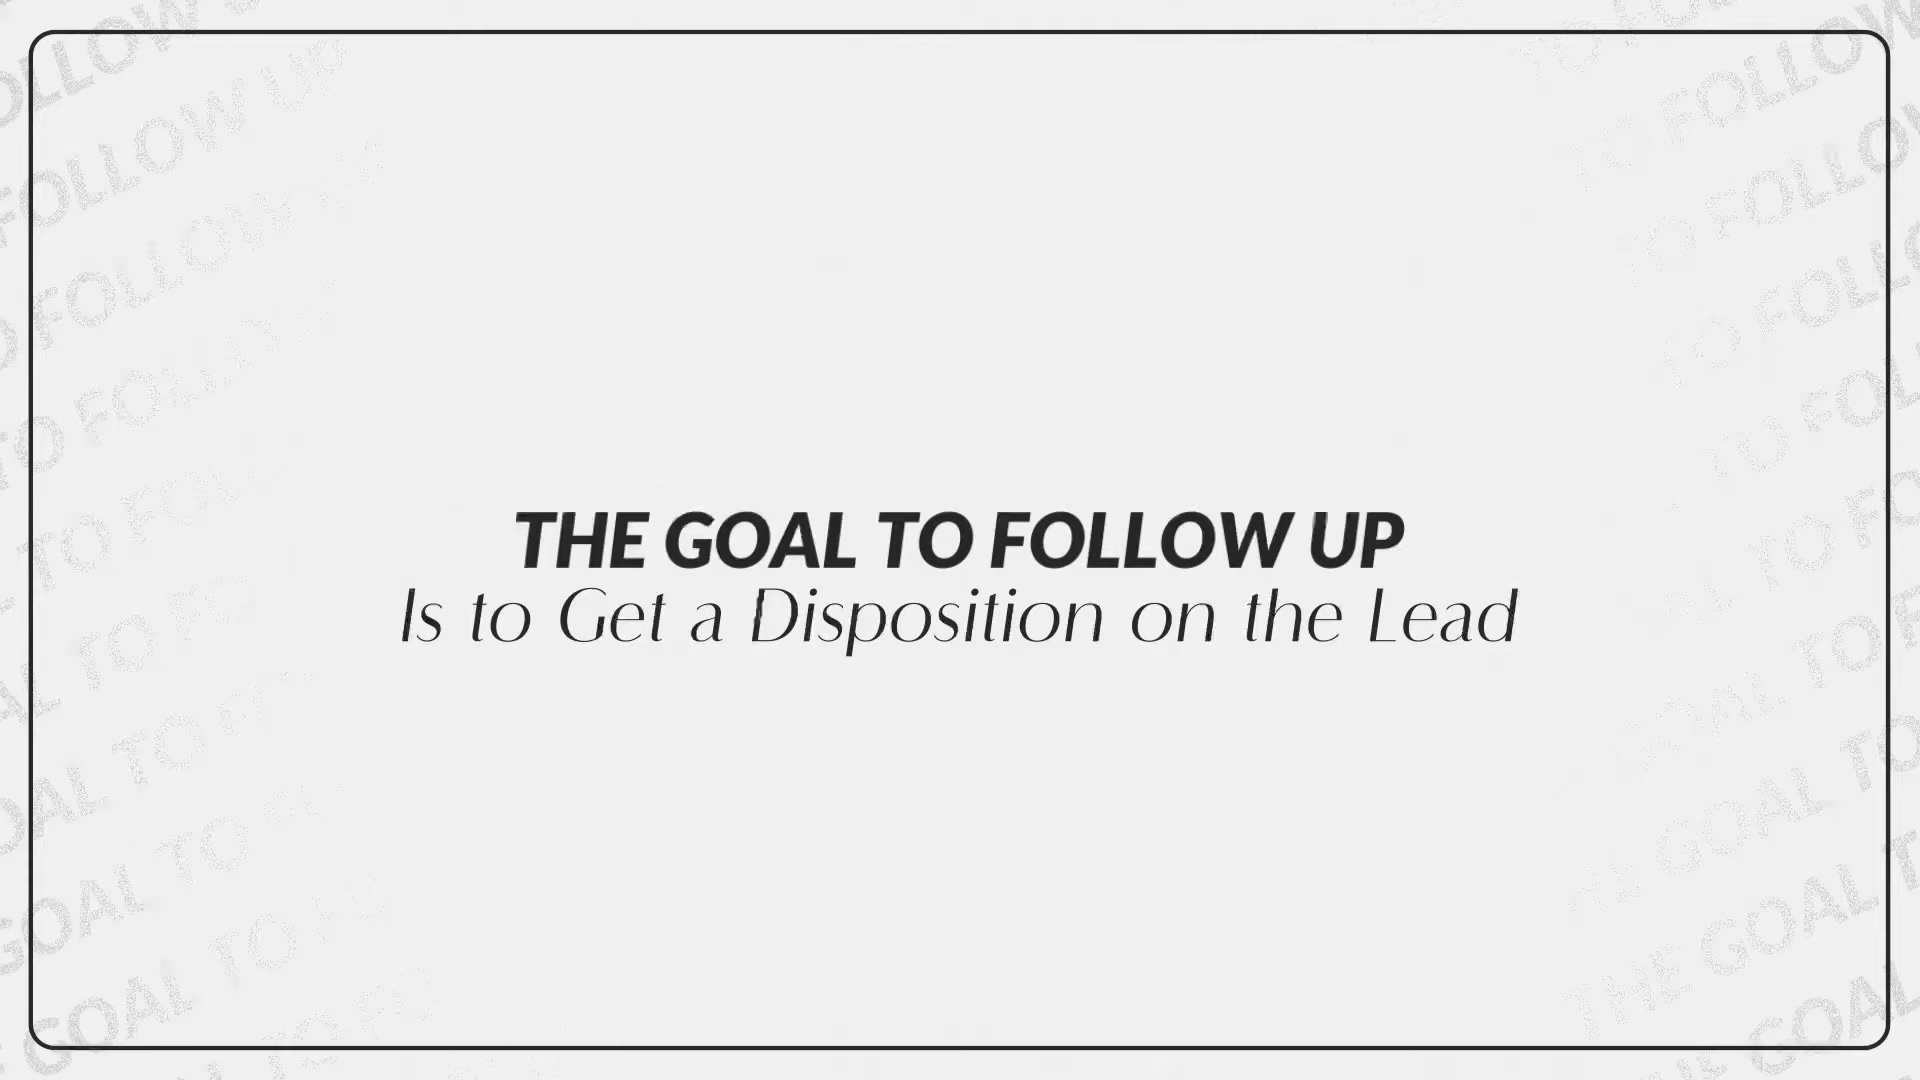 THE GOAL TO FOLLOW UP
Is to Get a Disposition on the Lead